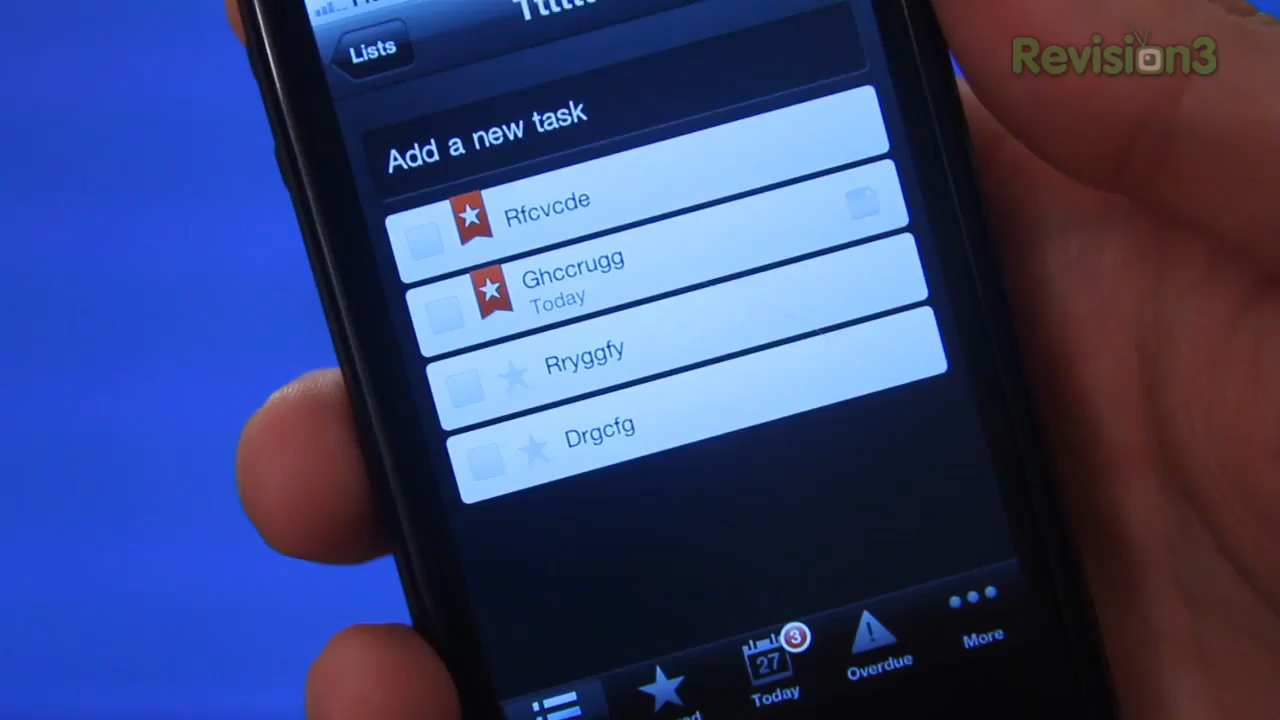 Revision3
Lists
Add a new task
Rfcvcde
Ghccrugg
Today
Rryggfy
Drgcfg
3
27
Today
Overdue
More